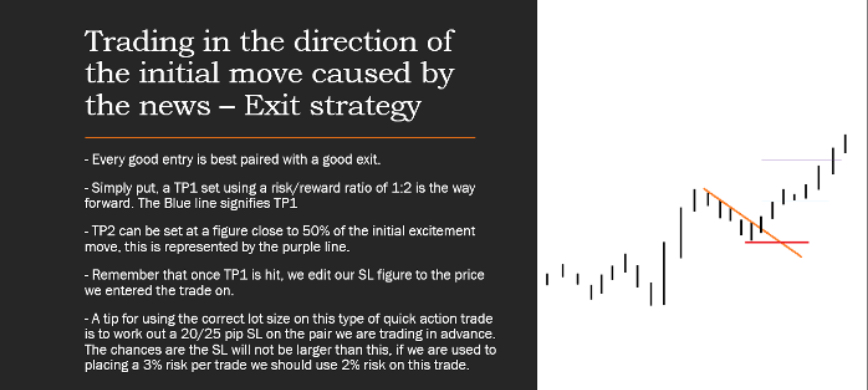 Trading in the direction of
the initial move caused by
the news – Exit strategy
- Every good entry is best paired with a good exit.
- Simply put, a TP1 set using a risk/reward ratio of 1:2 is the way
forward. The Blue line signifies TP1
- TP2 can be set at a figure close to 50% of the initial excitement
move, this is represented by the purple line.
- Remember that once TP1 is hit, we edit our SL figure to the price
we entered the trade on.
- A tip for using the correct lot size on this type of quick action trade
is to work out a 20/25 pip SL on the pair we are trading in advance.
The chances are the SL will not be larger than this, if we are used to
placing a 3% risk per trade we should use 2% risk on this trade.